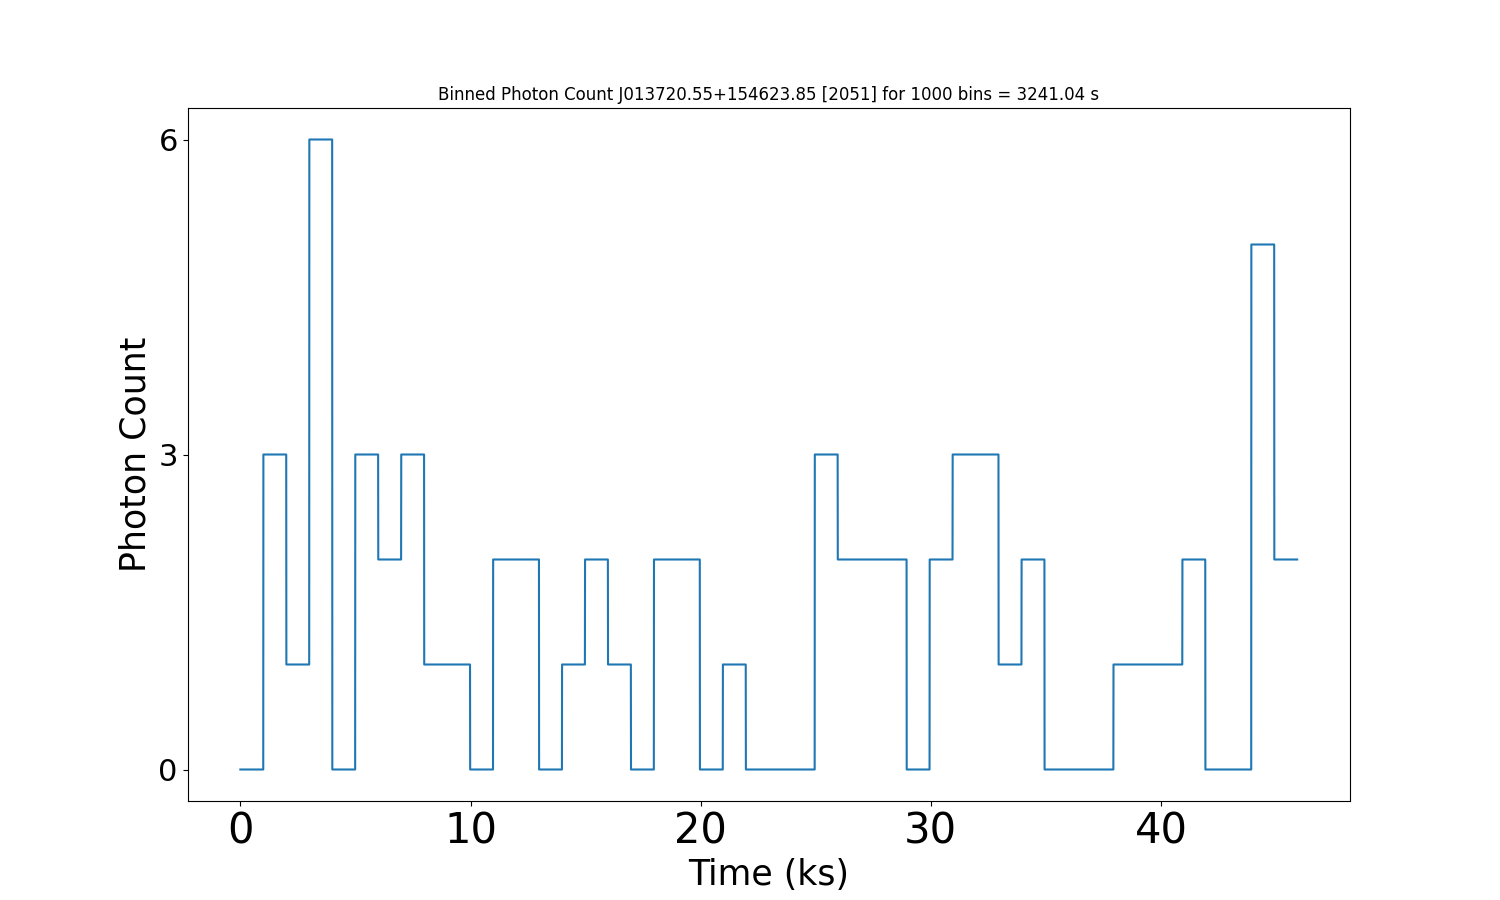 Binned Photon Count J013720.55+154623.85 [2051] for 1000 bins = 3241.04 s
6
3
0
Photon Count
0 10 20 30 40
Time (ks)